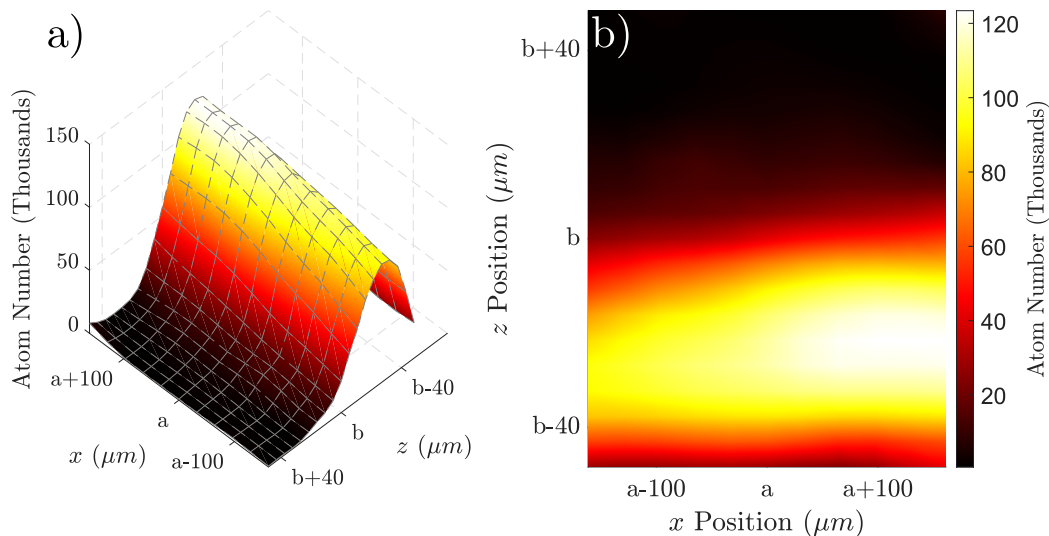 a)
Atom Number (Thousands)
150
100
50
0
a+100
a
a-100
x (μm)
b+40
b
b-40
z (μm)
b)
z Position (μm)
b+40
b
b-40
a-100
a
a+100
x Position (μm)
120
100
80
60
40
20
Atom Number (Thousands)